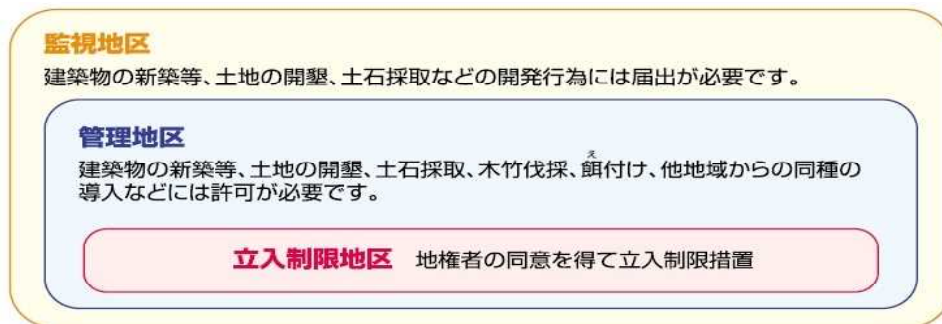 監視地区
建築物の新築等、土地の開墾、土石採取などの開発行為には届出が必要です。
管理地区
建築物の新築等、土地の開墾、土石採取、木竹伐採、餌付け、他地域からの同種の
え
導入などには許可が必要です。
立入制限地区 地権者の同意を得て立入制限措置